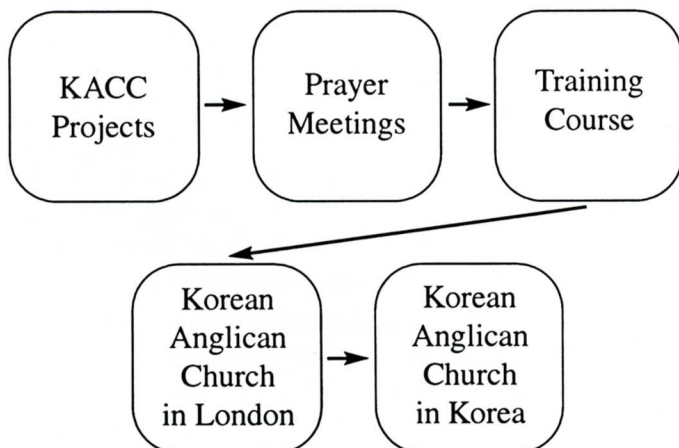 KACC
Projects
Prayer
Meetings
Training
Course
Korean
Anglican
Church
in London
Korean
Anglican
Church
in Korea